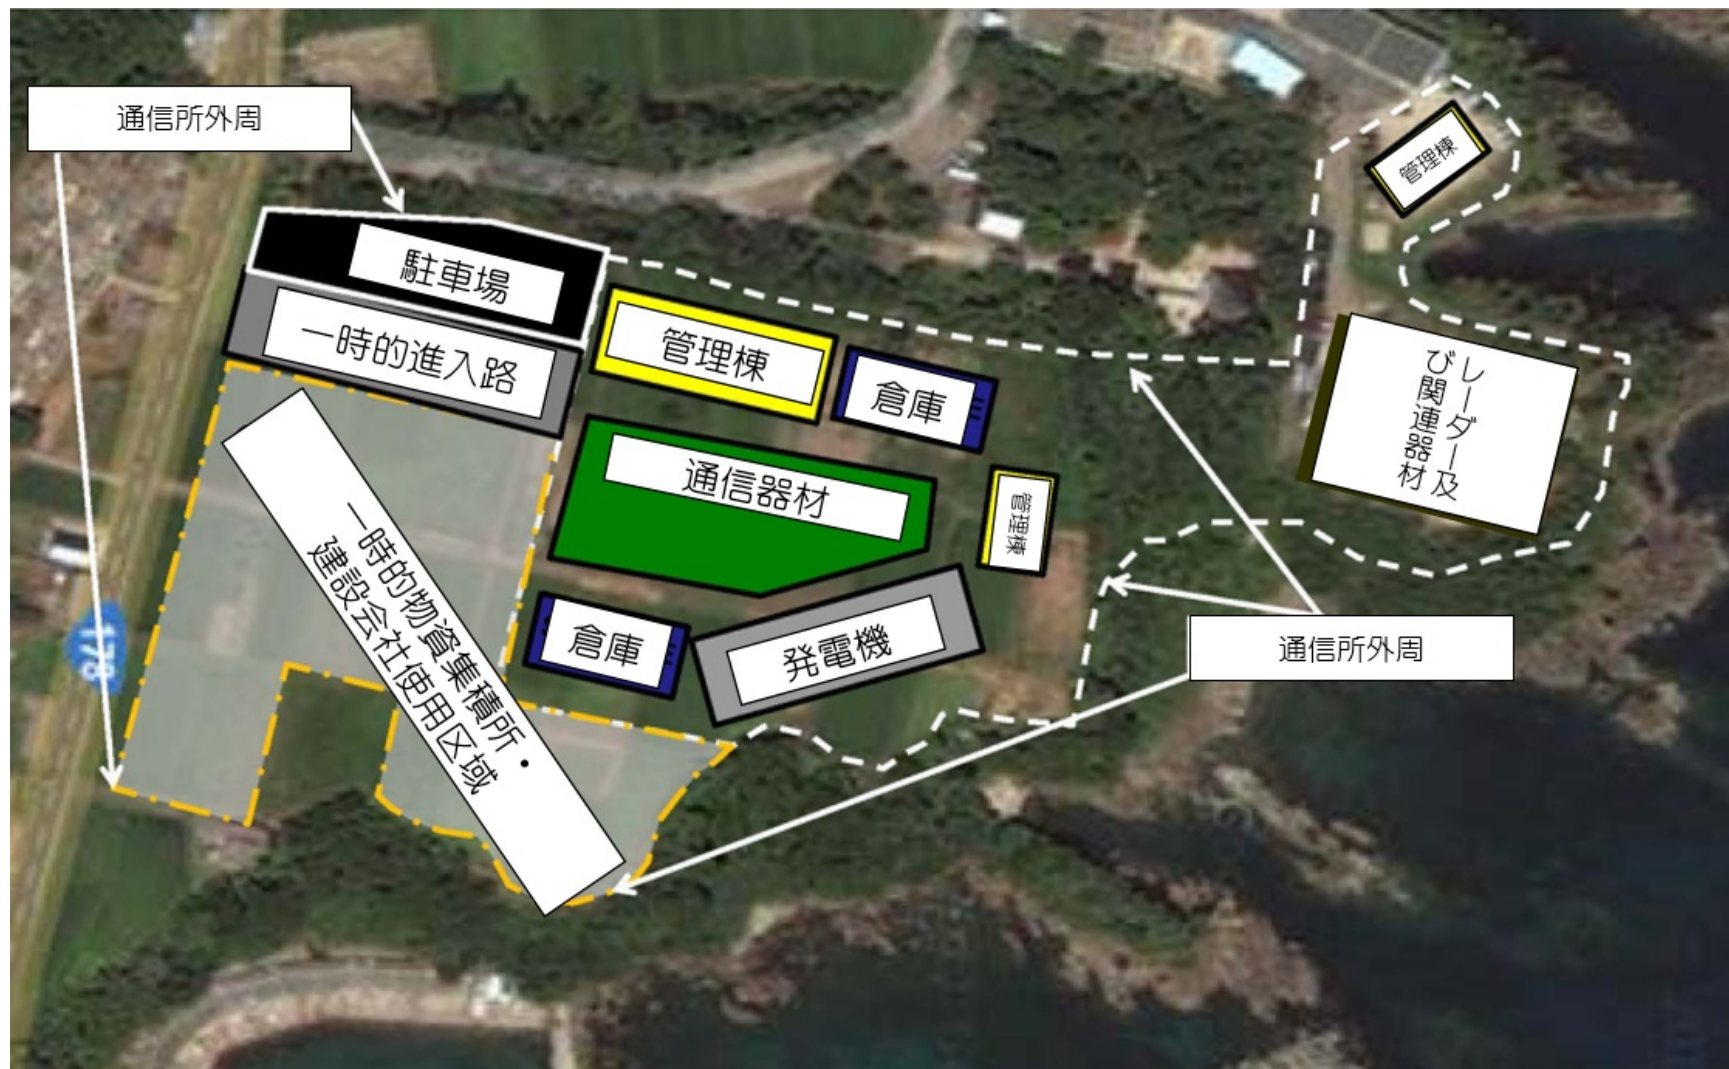 通信所外周
管理棟
駐車場
一時的進入路
管理棟
倉庫
レーダー及
び関連器材
通信器材
管理棟
一時的物資集積所・
建設会社使用区域
178
倉庫
発電機
通信所外周